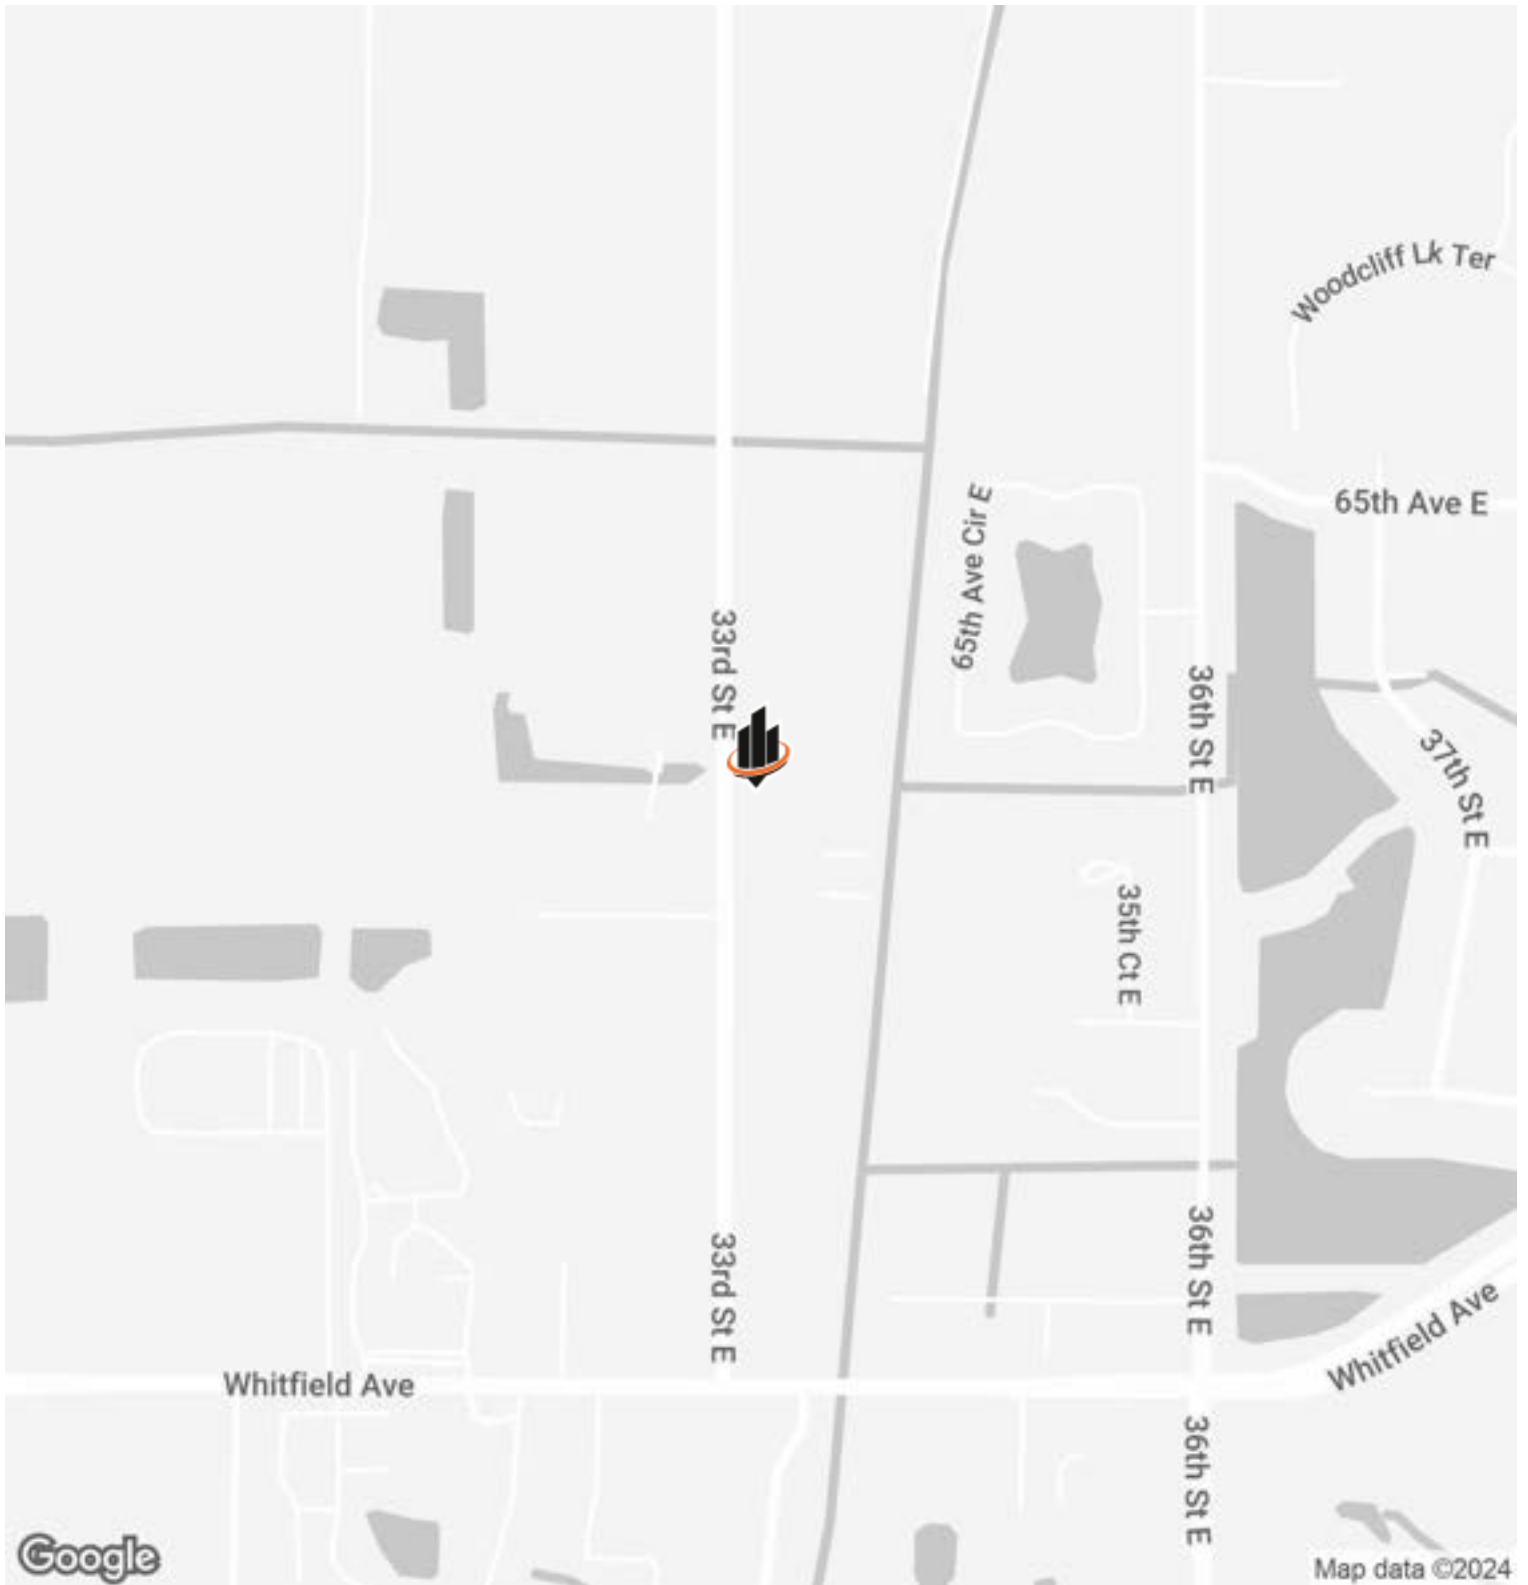 Woodcliff Lk Ter
65th Ave E
65th Ave Cir E
33rd St E
36th St E
37th St E
35th Ct E
36th St E
33rd St E
Whitfield Ave
Whitfield Ave
36th St E
Google
Map data ©2024